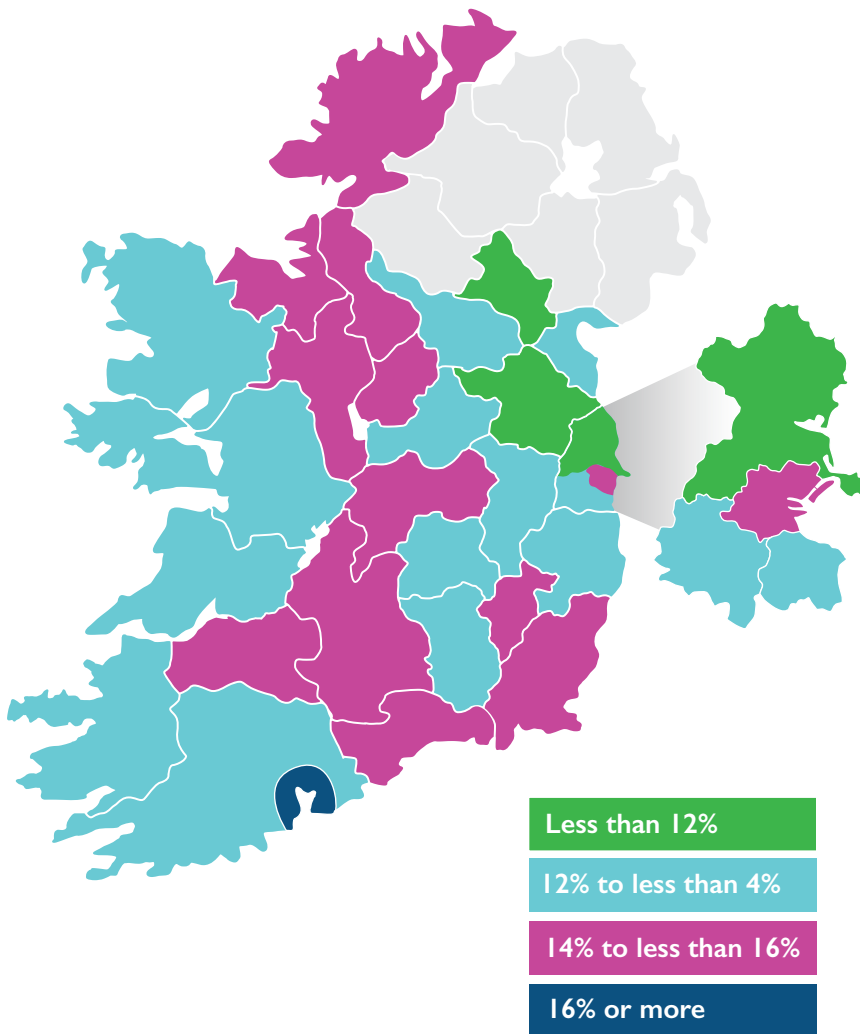 Less than 12%
12% to less than 4%
14% to less than 16%
16% or more